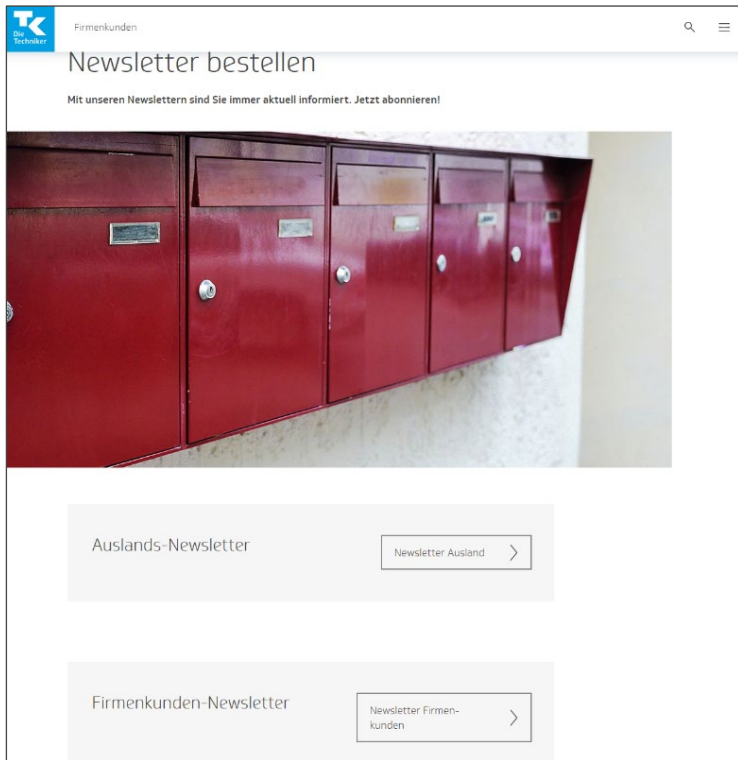 TK
Die
Techniker
Firmenkunden
Newsletter bestellen
Mit unseren Newslettern sind Sie immer aktuell informiert. Jetzt abonnieren!
Auslands-Newsletter
Newsletter Ausland
Firmenkunden-Newsletter
Newsletter Firmen-
kunden